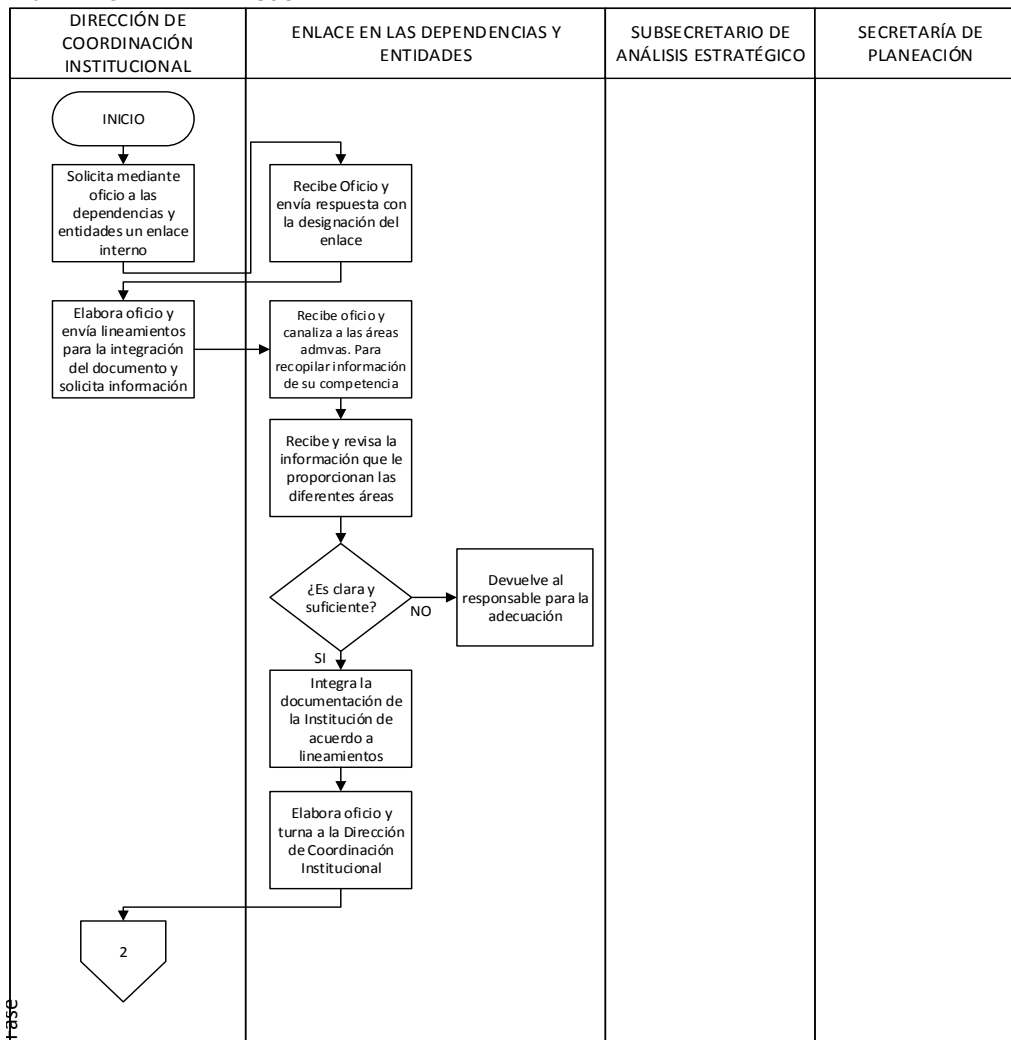 DIRECCIÓN DE
COORDINACIÓN
INSTITUCIONAL
ENLACE EN LAS DEPENDENCIAS Y
ENTIDADES
SUBSECRETARIO DE
ANÁLISIS ESTRATÉGICO
SECRETARÍA DE
PLANEACIÓN
INICIO
Solicita mediante
oficio a las
dependencias y
entidades un enlace
interno
Recibe Oficio y
envía respuesta con
la designación del
enlace
Elabora oficio y
envía lineamientos
para la integración
del documento y
solicita información
Recibe oficio y
canaliza a las áreas
admvas. Para
recopilar información
de su competencia
Recibe y revisa la
información que le
proporcionan las
diferentes áreas
¿Es clara y
suficiente?
NO
Devuelve al
responsable para la
adecuación
SI
Integra la
documentación de
la Institución de
acuerdo a
lineamientos
Elabora oficio y
turna a la Dirección
de Coordinación
Institucional
2
Fase